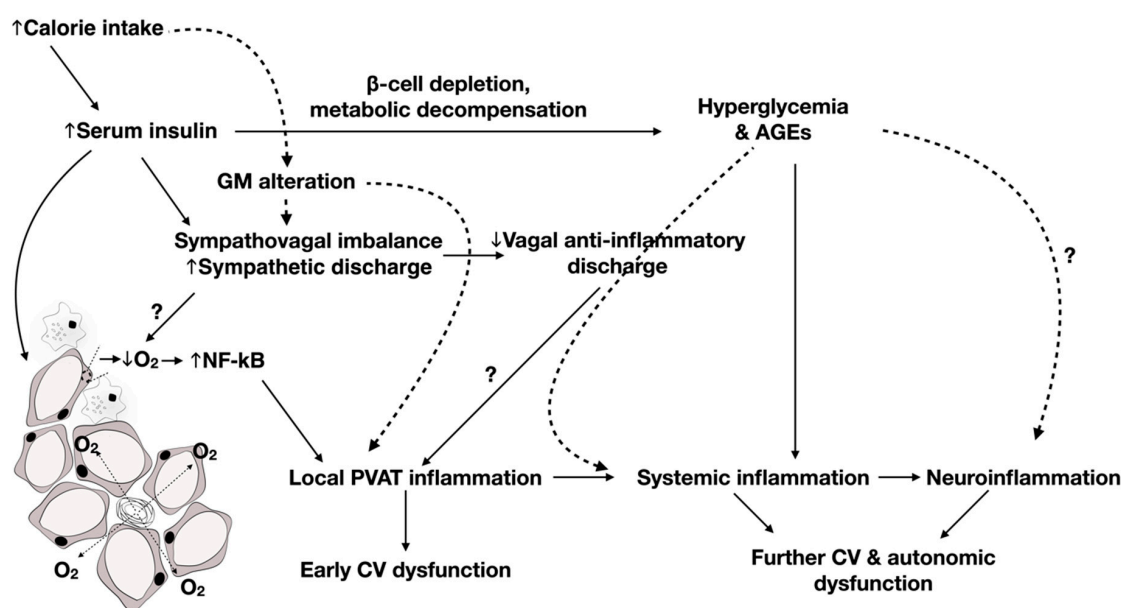 ↑Calorie intake
β-cell depletion,
metabolic decompensation
Hyperglycemia
& AGEs
↑Serum insulin
GM alteration
Sympathovagal imbalance
↑Sympathetic discharge
↓Vagal anti-inflammatory
discharge
?
?
↓O₂
↑NF-kB
?
O₂
O₂
Local PVAT inflammation
Systemic inflammation
Neuroinflammation
O₂
O₂
Early CV dysfunction
Further CV & autonomic
dysfunction